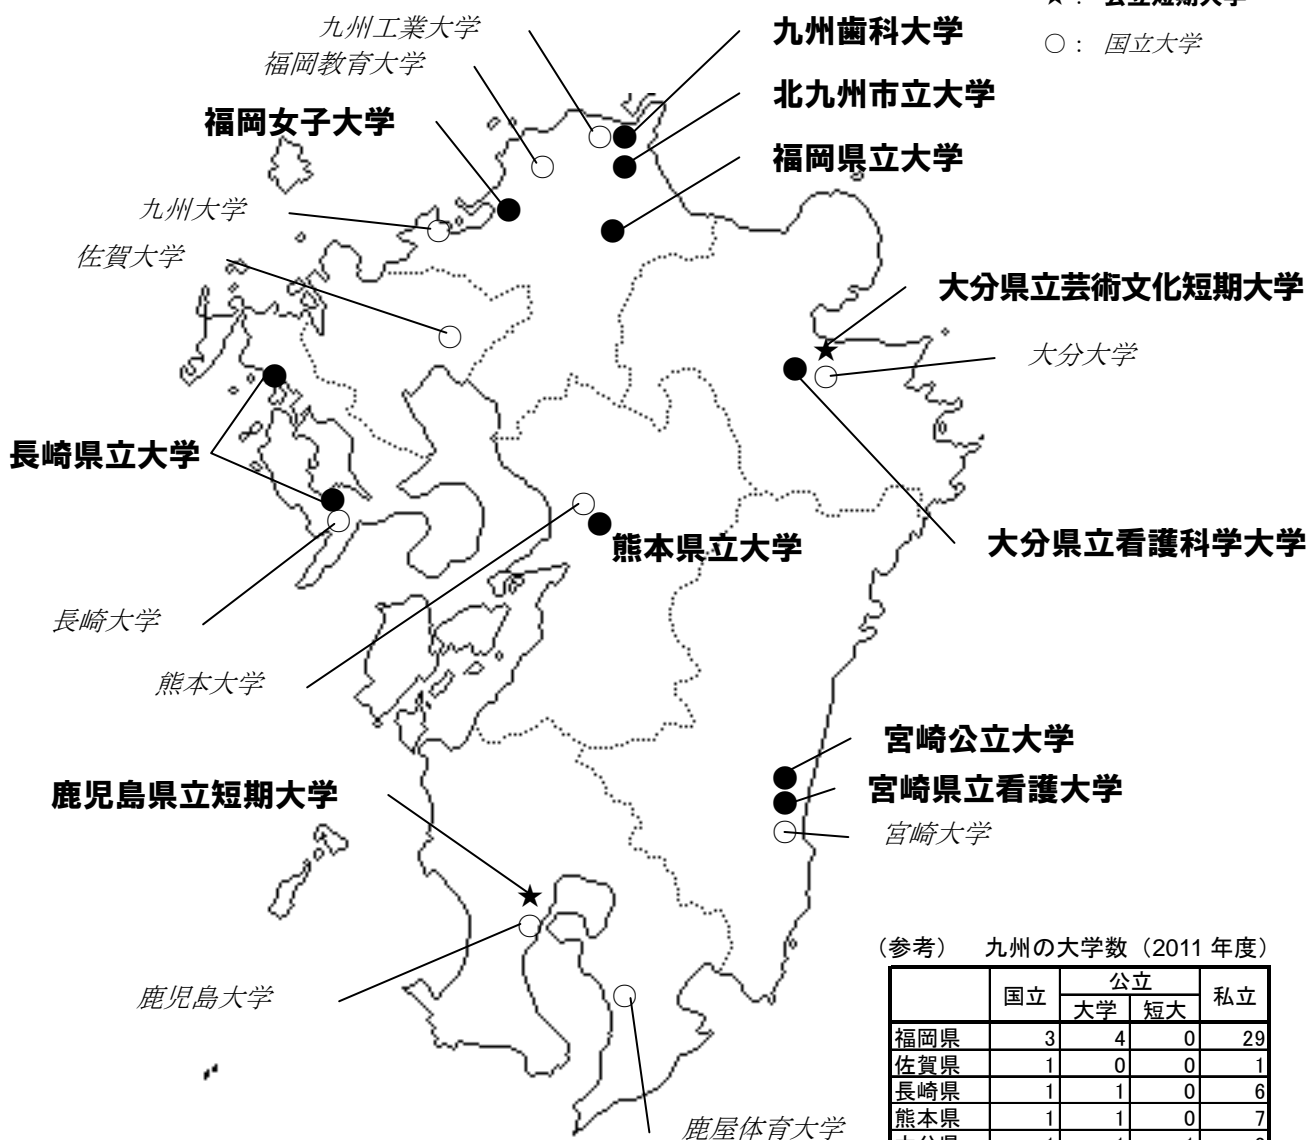 ★： 公立短期大学
○： 国立大学
九州工業大学
福岡教育大学
九州歯科大学
北九州市立大学
福岡女子大学
福岡県立大学
九州大学
佐賀大学
大分県立芸術文化短期大学
大分大学
長崎県立大学
熊本県立大学
大分県立看護科学大学
長崎大学
熊本大学
宮崎公立大学
宮崎県立看護大学
宮崎大学
鹿児島県立短期大学
鹿児島大学
鹿屋体育大学
（参考） 九州の大学数（2011 年度）
国立 公立 私立
大学 短大
福岡県 3 4 0 29
佐賀県 1 0 0 1
長崎県 1 1 0 6
熊本県 1 1 0 7